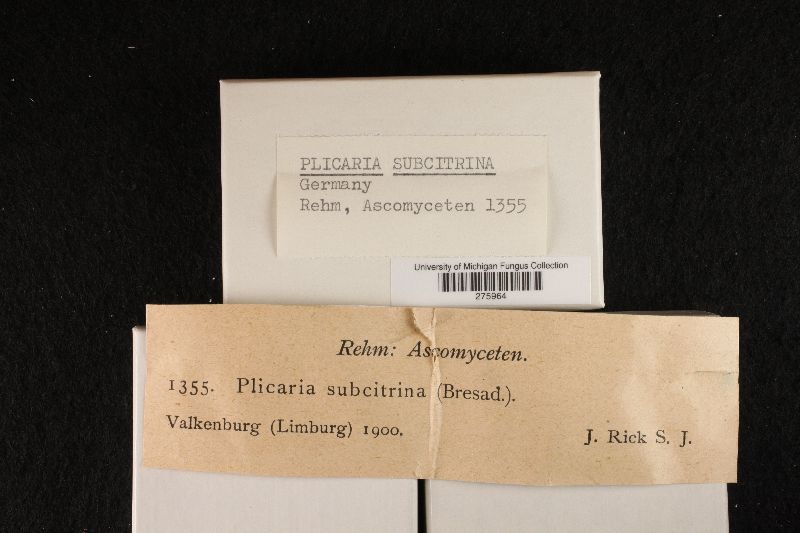 PLICARIA SUBCITRINA
Germany
Rehm, Ascomyceten 1355
University of Michigan Fungus Collection
275964
Rehm: Ascomyceten.
1355. Plicaria subcitrina (Bresad.).
Valkenburg (Limburg) 1900.
J. Rick S. J.